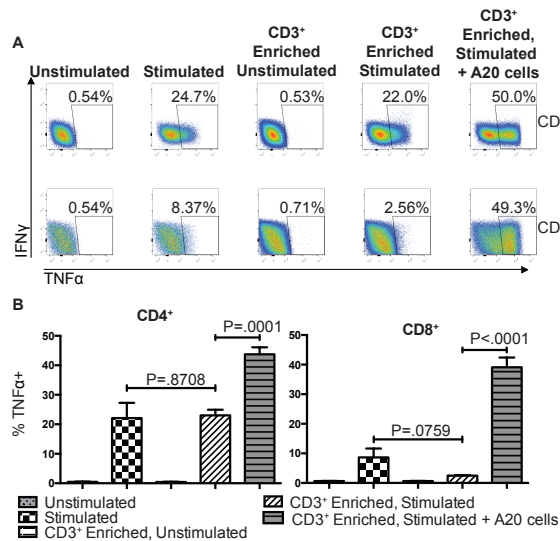 A
Unstimulated
Stimulated
CD3⁺
Enriched
Unstimulated
CD3⁺
Enriched
Stimulated
CD3⁺
Enriched,
Stimulated
+ A20 cells
0.54%
24.7%
0.53%
22.0%
50.0%
CD
0.54%
8.37%
0.71%
2.56%
49.3%
CD
IFNγ
TNFα
B
CD4⁺
CD8⁺
% TNFα+
50
40
30
20
10
0
P=.8708
P=.0001
50
40
30
20
10
0
P=.0759
P<.0001
Unstimulated
Stimulated
CD3⁺ Enriched, Unstimulated
CD3⁺ Enriched, Stimulated
CD3⁺ Enriched, Stimulated + A20 cells